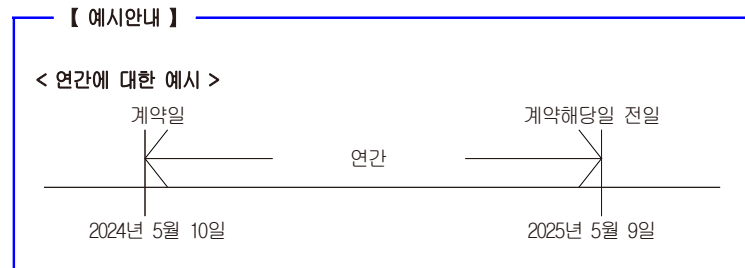 【 예시안내 】
< 연간에 대한 예시 >
계약일 계약해당일 전일
연간
2024년 5월 10일 2025년 5월 9일